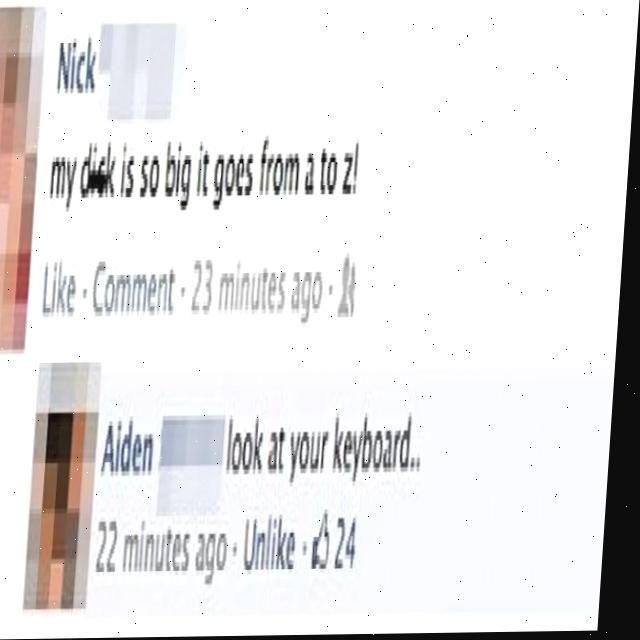 Nick
my dick is so big it goes from a to z!
Like · Comment · 23 minutes ago ·
Aiden look at your keyboard..
22 minutes ago · Unlike · 24